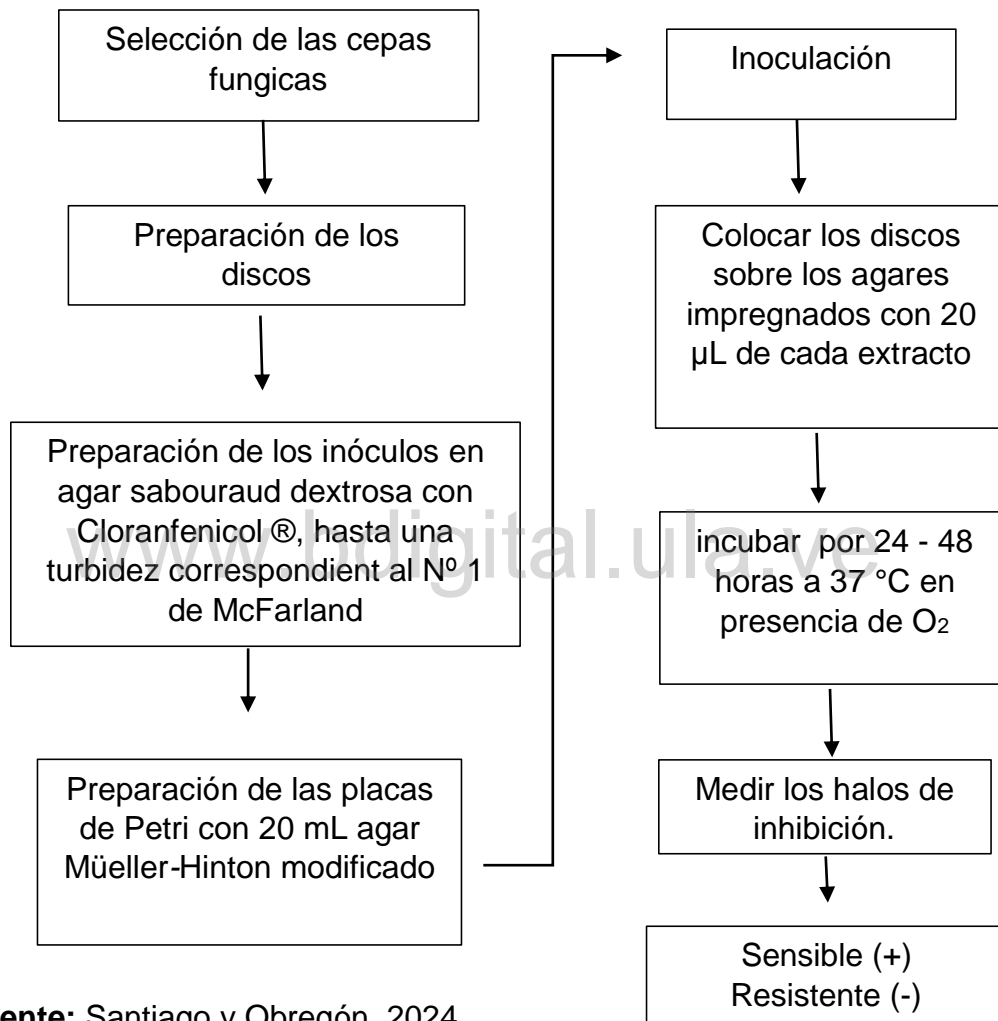 Selección de las cepas
fungicas
Preparación de los
discos
Preparación de los inóculos en
agar sabouraud dextrosa con
Cloranfenicol ®, hasta una
turbidez correspondient al Nº 1
de McFarland
Preparación de las placas
de Petri con 20 mL agar
Müeller-Hinton modificado
Inoculación
Colocar los discos
sobre los agares
impregnados con 20
µL de cada extracto
incubar por 24 - 48
horas a 37 °C en
presencia de O₂
Medir los halos de
inhibición.
Sensible (+)
Resistente (-)
ente: Santiago y Obregón, 2024
www.bdigital.ula.ve